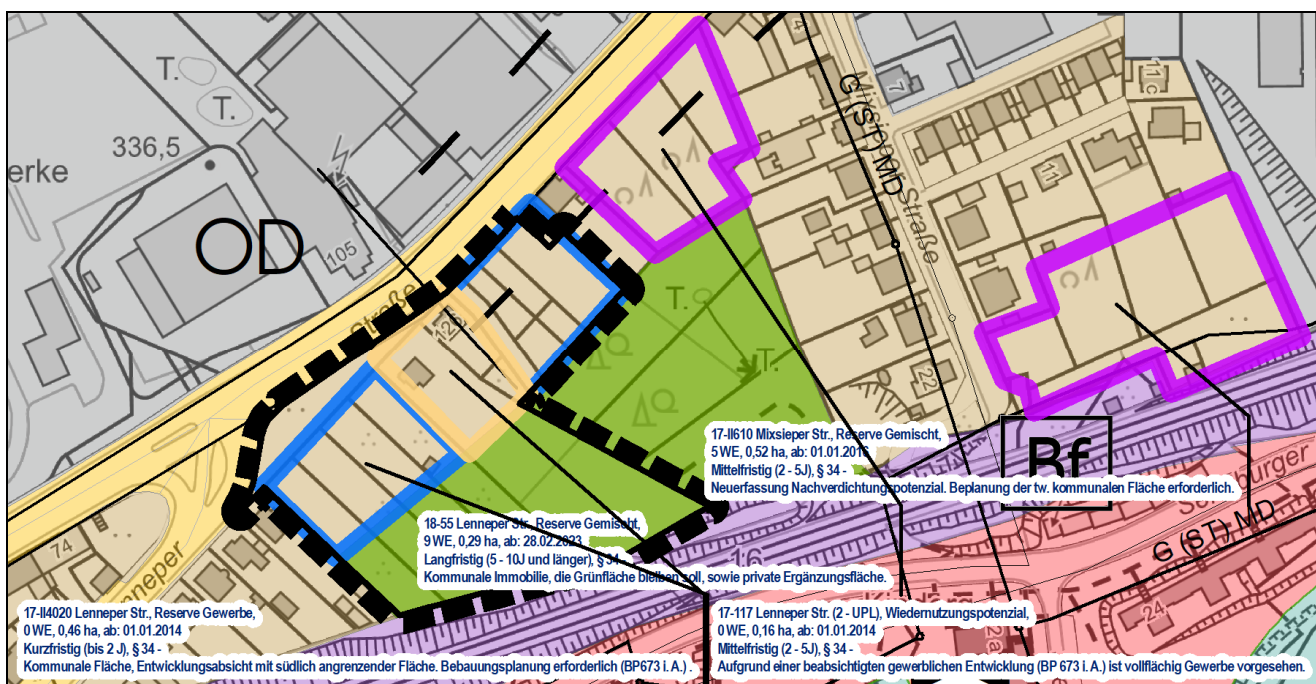 T.
T.
336,5
erke
OD
105
Straße
G (ST) MD
Mixsieper Straße
4
7
11c
11
22
T.
T.
Bf
16
74
G (ST) MD
24
17-II610 Mixsieper Str., Reserve Gemischt,
5 WE, 0,52 ha, ab: 01.01.2016
Mittelfristig (2 - 5J), § 34 -
Neuerfassung Nachverdichtungspotenzial. Beplanung der tw. kommunalen Fläche erforderlich.
18-55 Lenneper Str., Reserve Gemischt,
9 WE, 0,29 ha, ab: 28.02.2023
Langfristig (5 - 10J und länger), § 34 -
Kommunale Immobilie, die Grünfläche bleiben soll, sowie private Ergänzungsfläche.
17-II4020 Lenneper Str., Reserve Gewerbe,
0 WE, 0,46 ha, ab: 01.01.2014
Kurzfristig (bis 2 J), § 34 -
Kommunale Fläche, Entwicklungsabsicht mit südlich angrenzender Fläche. Bebauungsplanung erforderlich (BP673 i. A.) .
17-117 Lenneper Str. (2 - UPL), Wiedernutzungspotenzial,
0 WE, 0,16 ha, ab: 01.01.2014
Mittelfristig (2 - 5J), § 34 -
Aufgrund einer beabsichtigten gewerblichen Entwicklung (BP 673 i. A.) ist vollflächig Gewerbe vorgesehen.